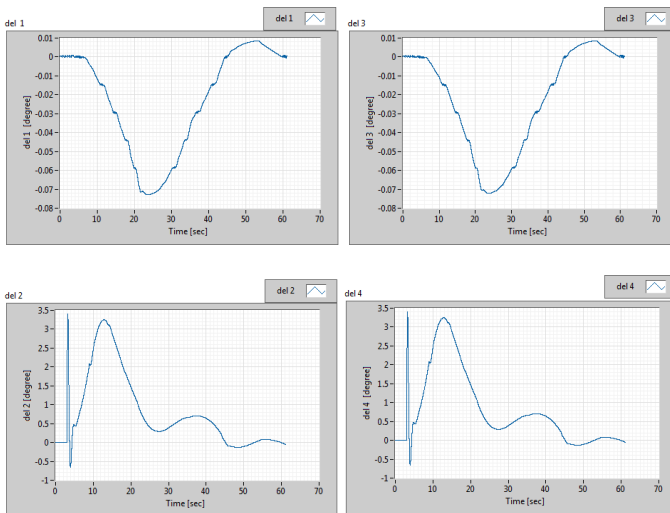 del 1
del 1
0.01
0
-0.01
-0.02
-0.03
-0.04
-0.05
-0.06
-0.07
-0.08
del 1 [degree]
0 10 20 30 40 50 60 70
Time [sec]
del 3
del 3
0.01
0
-0.01
-0.02
-0.03
-0.04
-0.05
-0.06
-0.07
-0.08
del 3 [degree]
0 10 20 30 40 50 60 70
Time [sec]
del 2
del 2
3.5
3
2.5
2
1.5
1
0.5
0
-0.5
-1
del 2 [degree]
0 10 20 30 40 50 60 70
Time [sec]
del 4
del 4
3.5
3
2.5
2
1.5
1
0.5
0
-0.5
-1
del 4 [degree]
0 10 20 30 40 50 60 70
Time [sec]